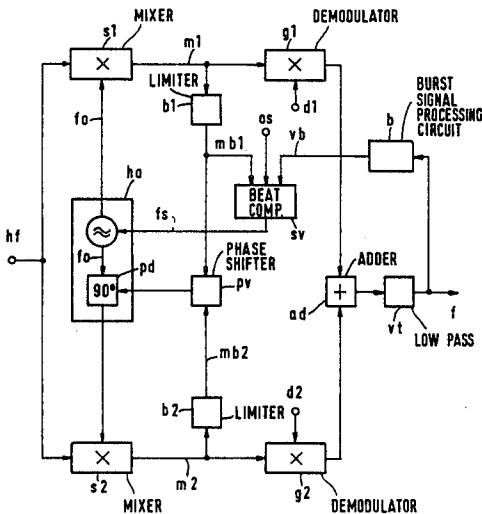 MIXER
s1
×
m1
g1
DEMODULATOR
×
LIMITER
b1
d1
os
BURST
SIGNAL
PROCESSING
CIRCUIT
b
fo
mb1
vb
ha
BEAT
COMP.
sv
fs
hf
fo
pd
90°
PHASE
SHIFTER
pv
ADDER
ad
+
vt
LOW PASS
f
mb2
b2
LIMITER
d2
×
s2
MIXER
m2
×
g2
DEMODULATOR